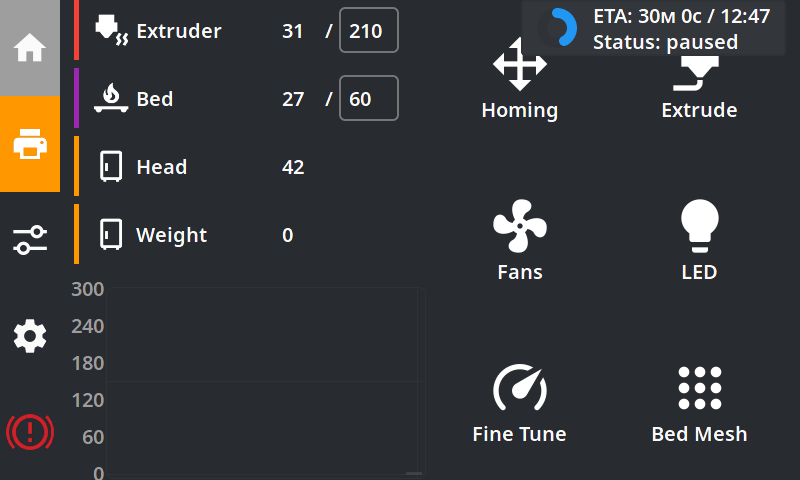 ETA: 30м 0с / 12:47
Status: paused
Extruder 31 / 210
Bed 27 / 60
Head 42
Weight 0
300
240
180
120
60
0
Homing
Extrude
Fans
LED
Fine Tune
Bed Mesh